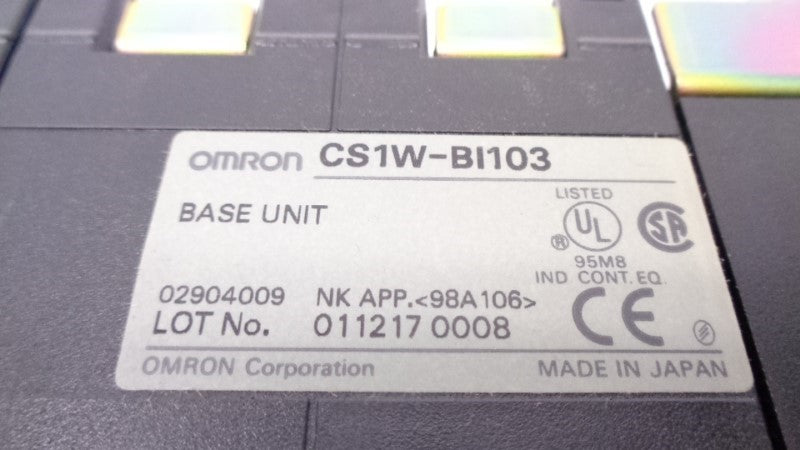 OMRON CS1W-BI103
BASE UNIT
LISTED
UL
®
SA
95M8
IND CONT. EQ.
02904009 NK APP.<98A106>
LOT No. 011217 0008
CE
OMRON Corporation MADE IN JAPAN